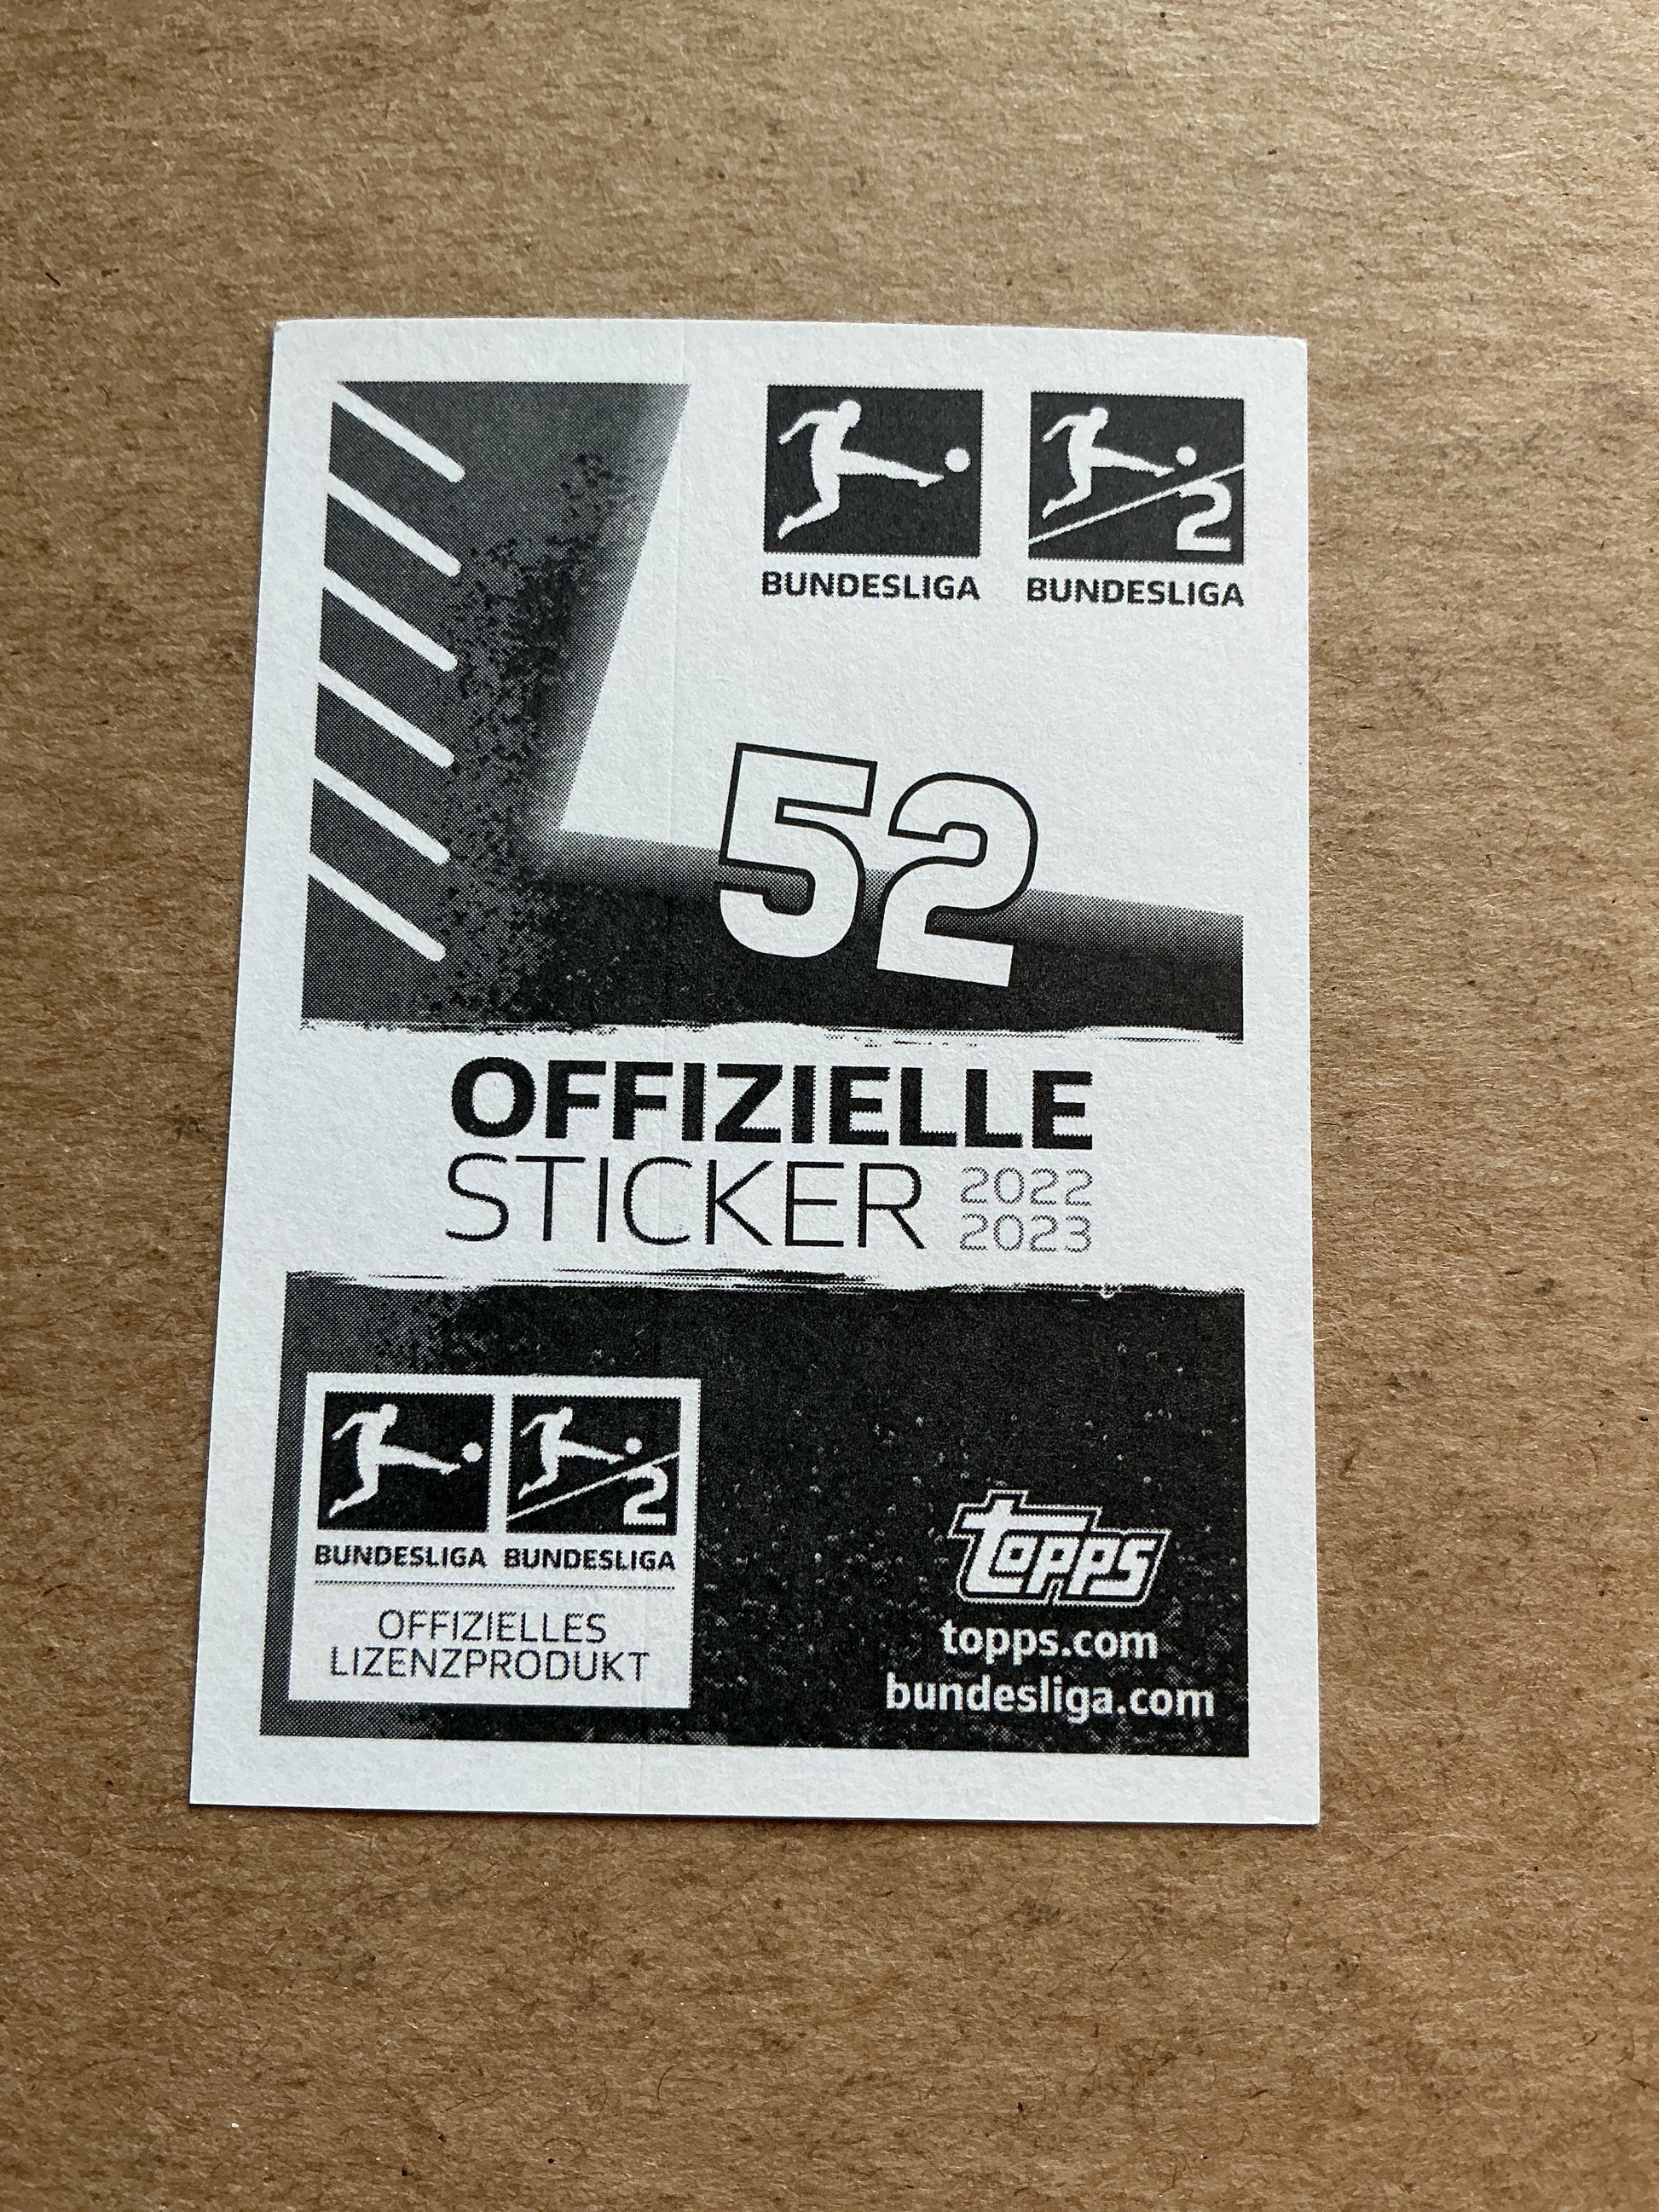 2
BUNDESLIGA BUNDESLIGA
52
OFFIZIELLE
STICKER 2022
2023
2
BUNDESLIGA BUNDESLIGA
OFFIZIELLES
LIZENZPRODUKT
topps
topps.com
bundesliga.com